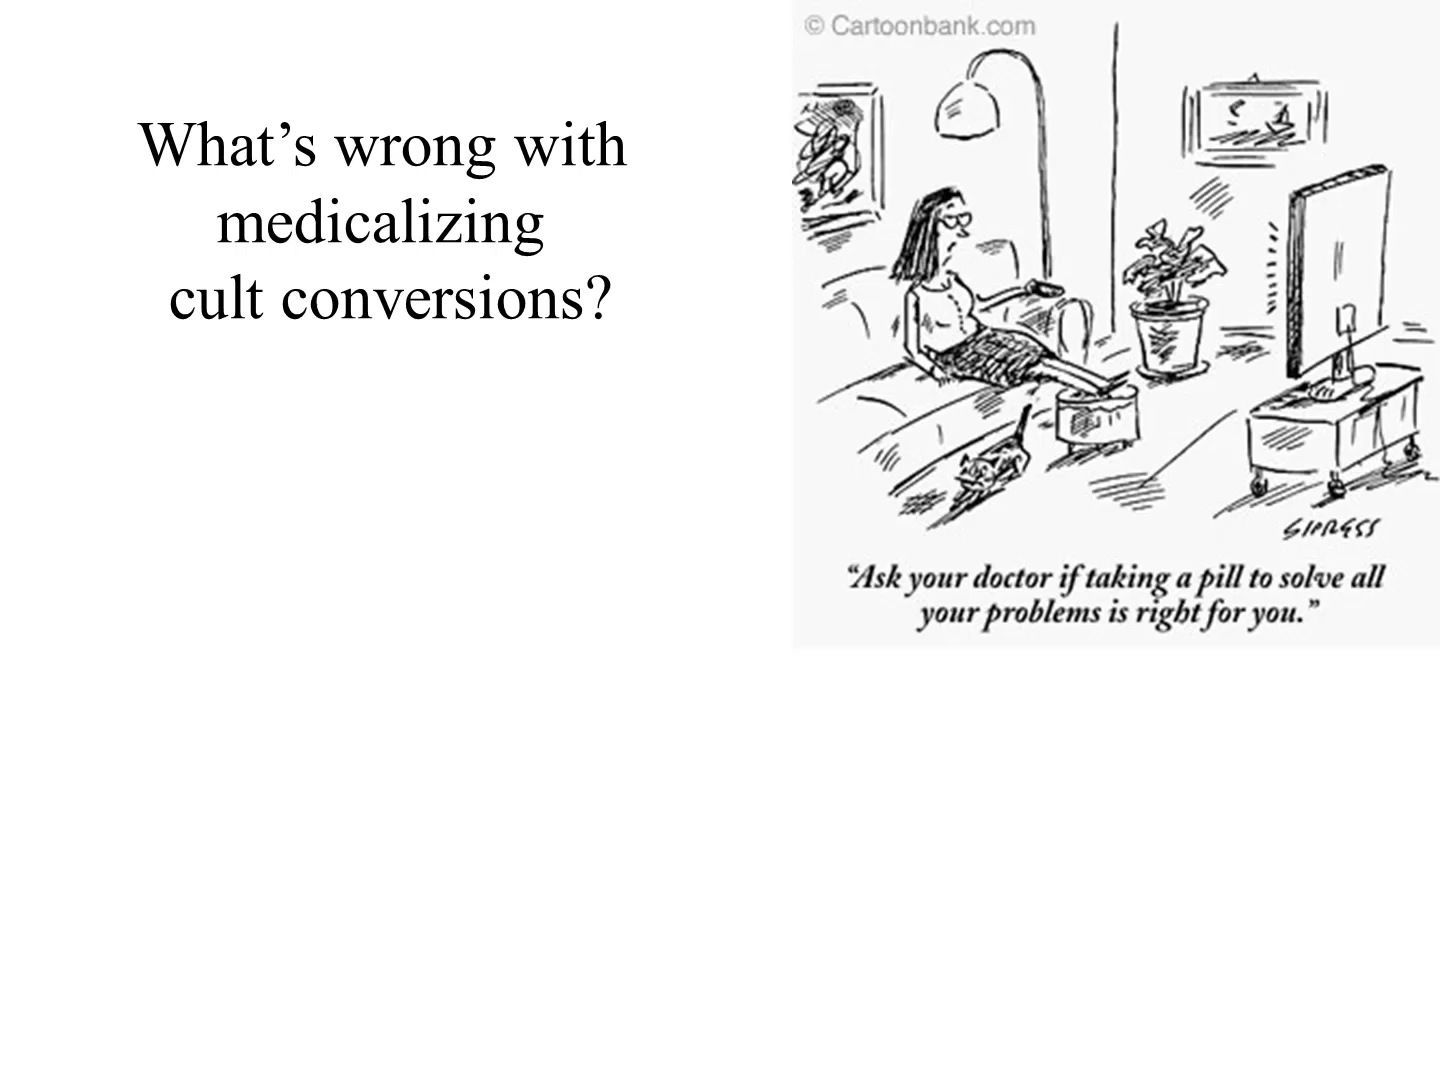 © Cartoonbank.com
What’s wrong with
medicalizing
cult conversions?
SIPRESS
“Ask your doctor if taking a pill to solve all
your problems is right for you.”